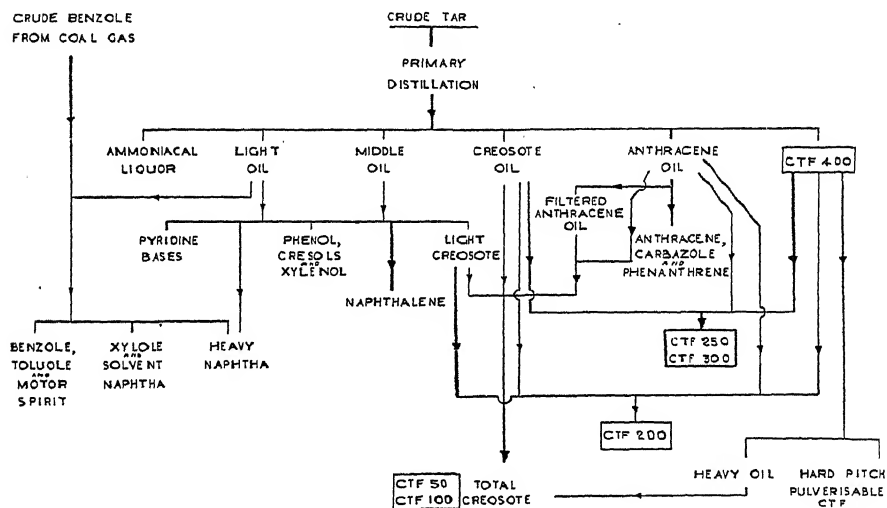 CRUDE BENZOLE
FROM COAL GAS
CRUDE TAR
PRIMARY
DISTILLATION
AMMONIACAL
LIQUOR
LIGHT
OIL
MIDDLE
OIL
CREOSOTE
OIL
ANTHRACENE
OIL
CTF 400
FILTERED
ANTHRACENE
OIL
PYRIDINE
BASES
PHENOL,
CRESOLS
AND
XYLENOL
LIGHT
CREOSOTE
ANTHRACENE,
CARBAZOLE
AND
PHENANTHRENE
NAPHTHALENE
BENZOLE,
TOLUOLE
AND
MOTOR
SPIRIT
XYLOLE
AND
SOLVENT
NAPHTHA
HEAVY
NAPHTHA
CTF 250
CTF 300
CTF 200
CTF 50
CTF 100
TOTAL
CREOSOTE
HEAVY OIL
HARD PITCH
PULVERISABLE
CTF